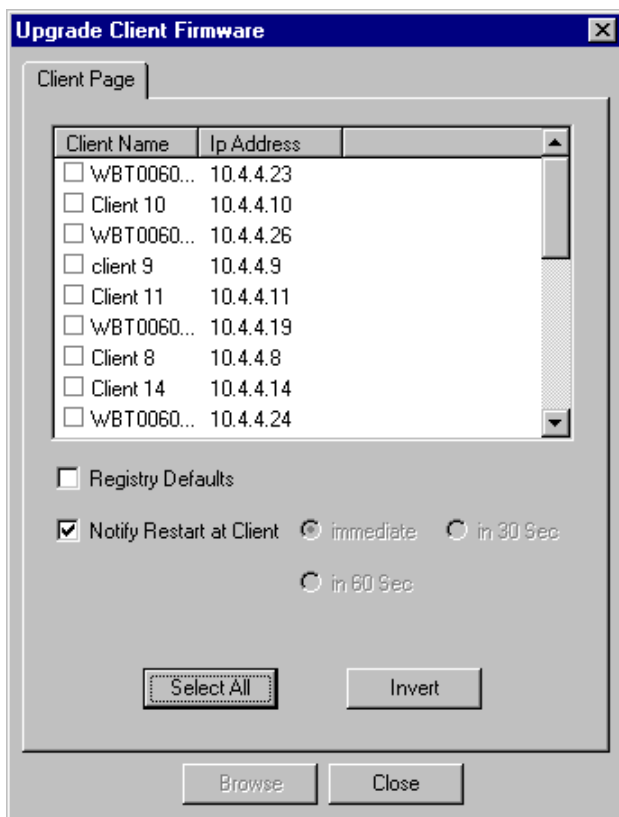 Upgrade Client Firmware
Client Page
Client Name Ip Address
WBT0060... 10.4.4.23
Client 10 10.4.4.10
WBT0060... 10.4.4.26
client 9 10.4.4.9
Client 11 10.4.4.11
WBT0060... 10.4.4.19
Client 8 10.4.4.8
Client 14 10.4.4.14
WBT0060... 10.4.4.24
Registry Defaults
Notify Restart at Client immediate in 30 Sec
in 60 Sec
Select All Invert
Browse Close